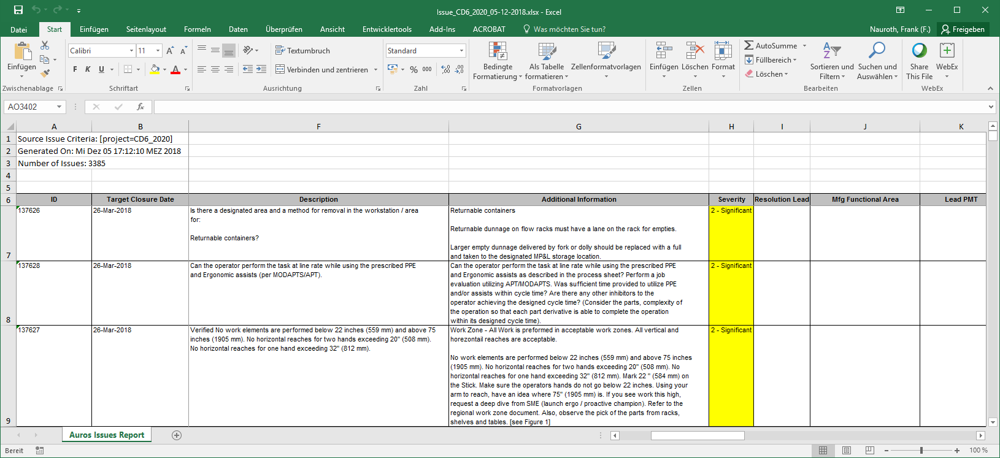 Issue_CD6_2020_05-12-2018.xlsx - Excel
Datei Start Einfügen Seitenlayout Formeln Daten Überprüfen Ansicht Entwicklertools Add-Ins ACROBAT Was möchten Sie tun? Nauroth, Frank (F.) Freigeben
Einfügen
Zwischenablage
Calibri 11
F K U
Schriftart
Textumbruch
Verbinden und zentrieren
Ausrichtung
Standard
% 000
Zahl
Bedingte Formatierung
Als Tabelle formatieren
Zellenformatvorlagen
Formatvorlagen
Einfügen Löschen Format
Zellen
AutoSumme
Füllbereich
Löschen
Sortieren und Filtern
Suchen und Auswählen
Bearbeiten
Share This File
WebEx
WebEx
AO3402
fx
A B F G H I J K
1 Source Issue Criteria: [project=CD6_2020]
2 Generated On: Mi Dez 05 17:12:10 MEZ 2018
3 Number of Issues: 3385
4
5
6 ID Target Closure Date Description Additional Information Severity Resolution Lead Mfg Functional Area Lead PMT
7
137626
26-Mar-2018
Is there a designated area and a method for removal in the workstation / area
for:
Returnable containers?
Returnable containers
Returnable dunnage on flow racks must have a lane on the rack for empties.
Larger empty dunnage delivered by fork or dolly should be replaced with a full
and taken to the designated MP&L storage location.
2 - Significant
8
137628
26-Mar-2018
Can the operator perform the task at line rate while using the prescribed PPE
and Ergonomic assists (per MODAPTS/APT).
Can the operator perform the task at line rate while using the prescribed PPE
and Ergonomic assists as described in the process sheet? Perform a job
evaluation utilizing APT/MODAPTS. Was sufficient time provided to utilize PPE
and/or assists within cycle time? Are there any other inhibitors to the
operator achieving the designed cycle time? (Consider the parts, complexity of
the operation so that each part derivative is able to complete the operation
within its designed cycle time).
2 - Significant
9
137627
26-Mar-2018
Verified No work elements are performed below 22 inches (559 mm) and above 75
inches (1905 mm). No horizontal reaches for two hands exceeding 20" (508 mm).
No horizontal reaches for one hand exceeding 32" (812 mm).
Work Zone - All Work is preformed in acceptable work zones. All vertical and
horezontail reaches are acceptable.
No work elements are performed below 22 inches (559 mm) and above 75 inches
(1905 mm). No horizontal reaches for two hands exceeding 20" (508 mm). No
horizontal reaches for one hand exceeding 32" (812 mm). Mark 22 " (584 mm) on
the Stick. Make sure the operators hands do not go below 22 inches. Using your
arm to reach, have an idea where 75" (1905 mm) is. If you see work this high,
request a deep dive from SME (launch ergo / proactive champion). Refer to the
regional work zone document. Also, observe the pick of the parts from racks,
shelves and tables. [see Figure 1]
2 - Significant
Auros Issues Report
Bereit
100 %